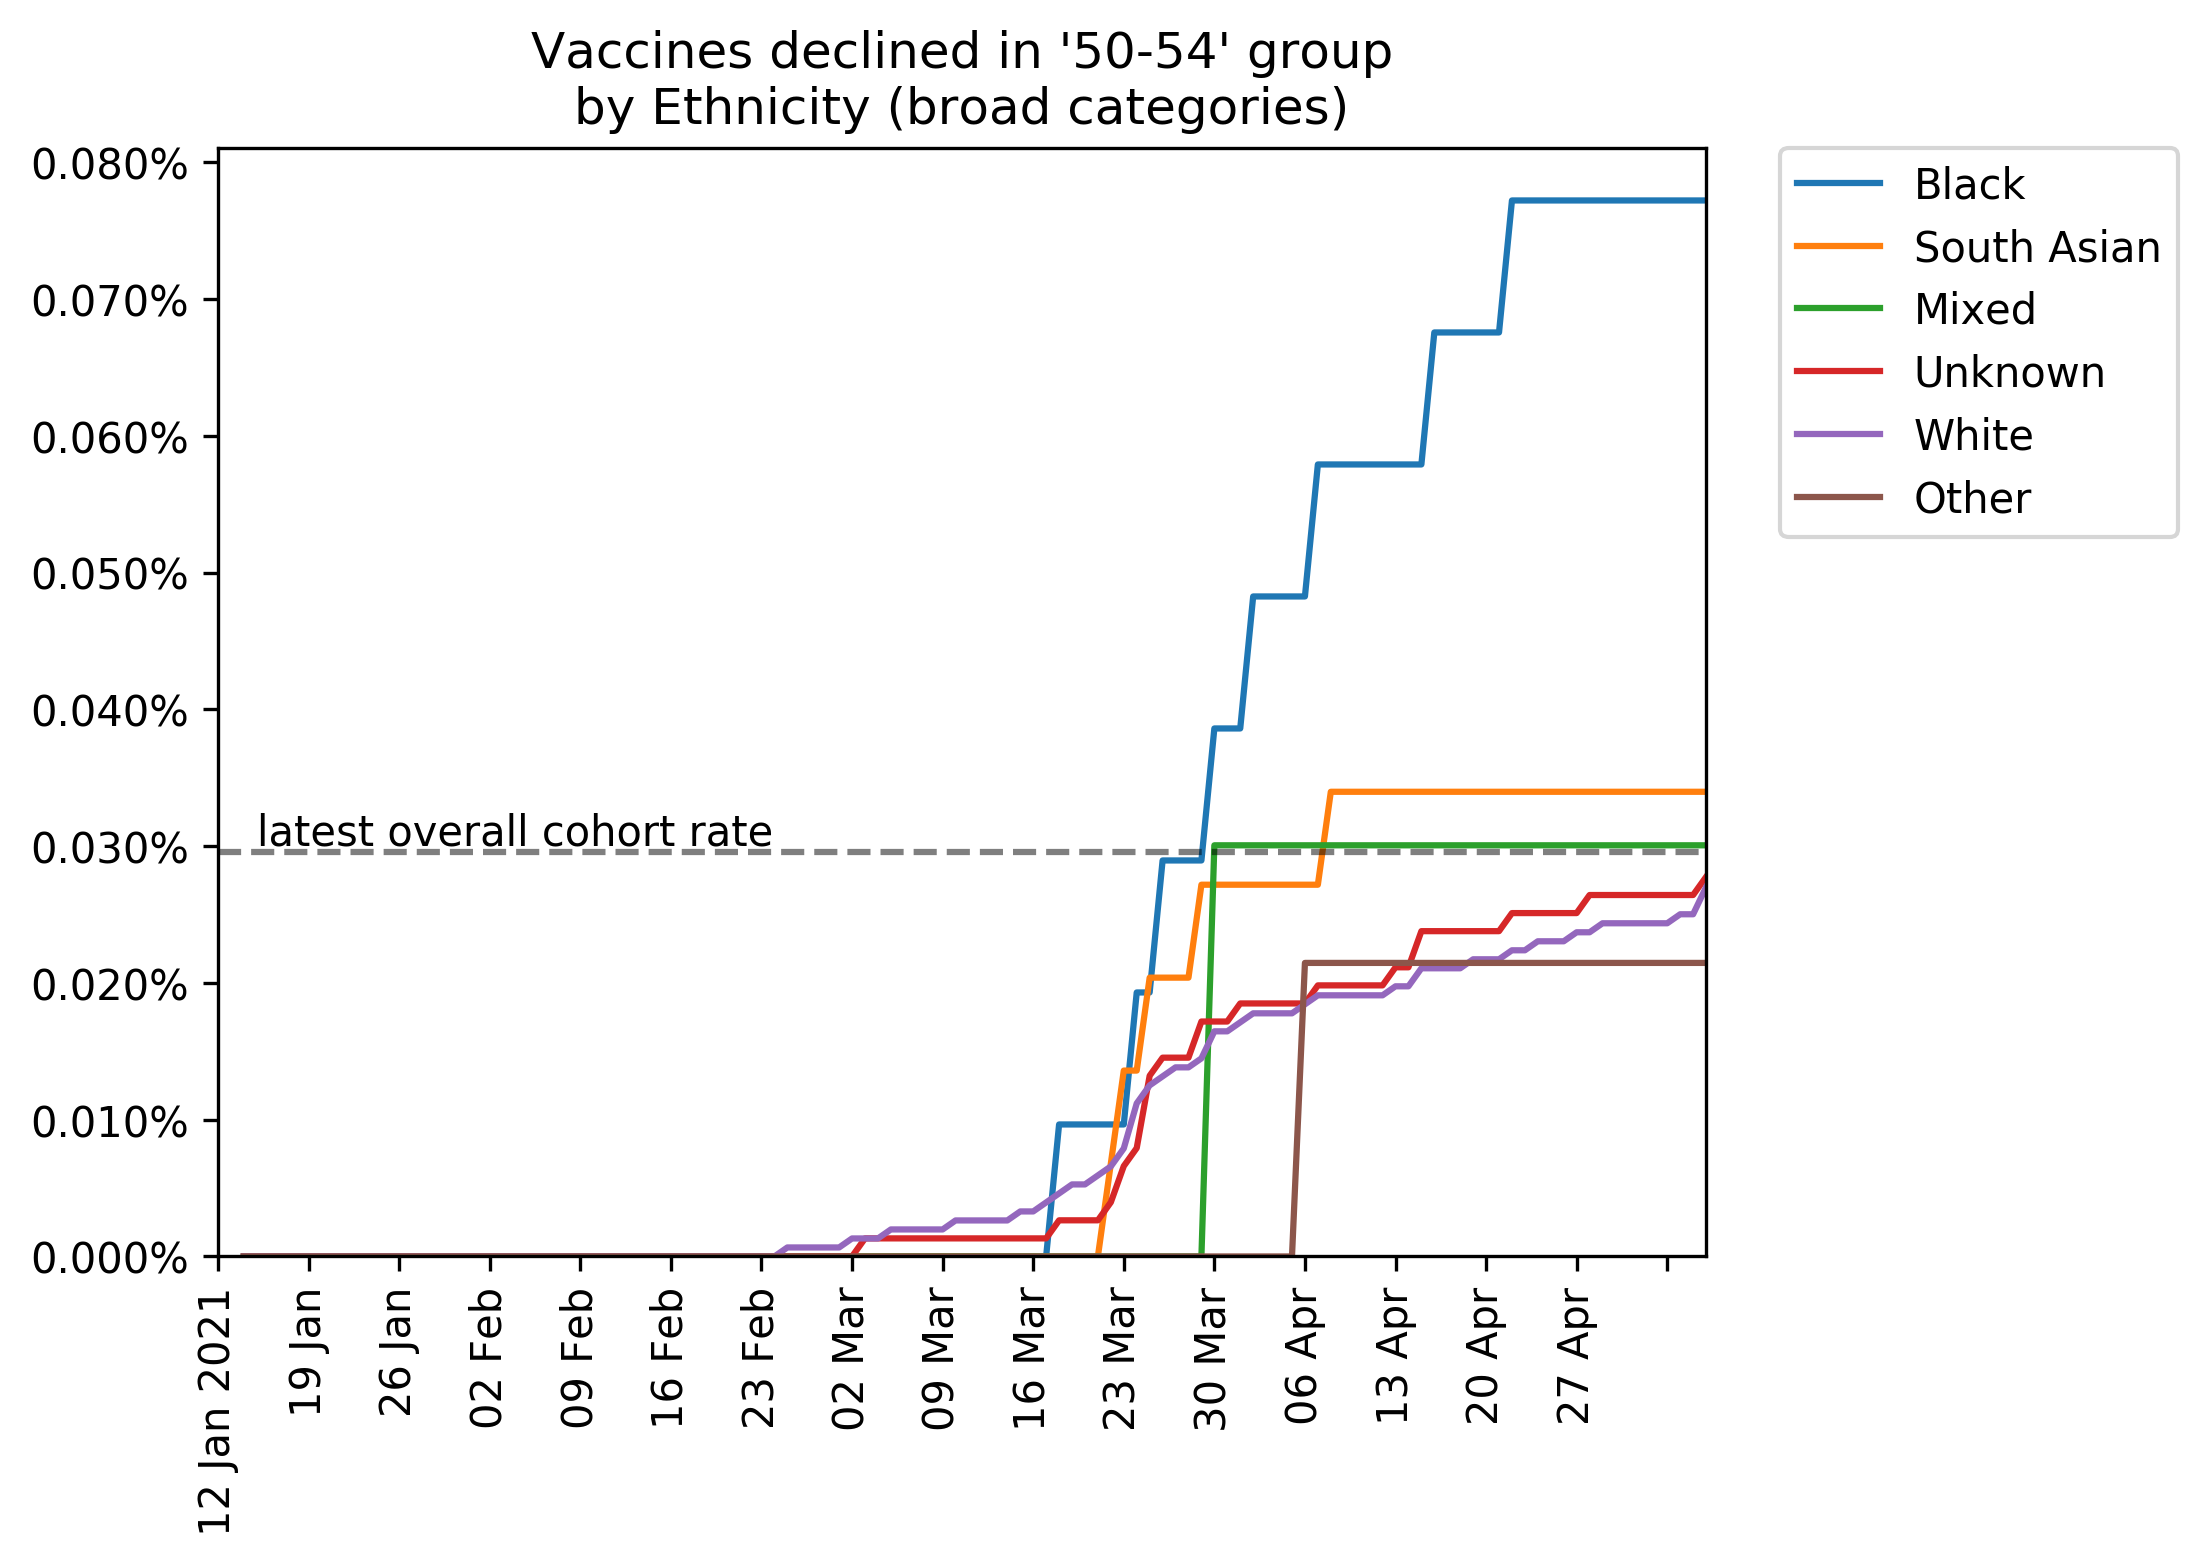 Vaccines declined in '50-54' group
by Ethnicity (broad categories)
0.080%
0.070%
0.060%
0.050%
0.040%
0.030%
0.020%
0.010%
0.000%
latest overall cohort rate
12 Jan 2021
19 Jan
26 Jan
02 Feb
09 Feb
16 Feb
23 Feb
02 Mar
09 Mar
16 Mar
23 Mar
30 Mar
06 Apr
13 Apr
20 Apr
27 Apr
Black
South Asian
Mixed
Unknown
White
Other